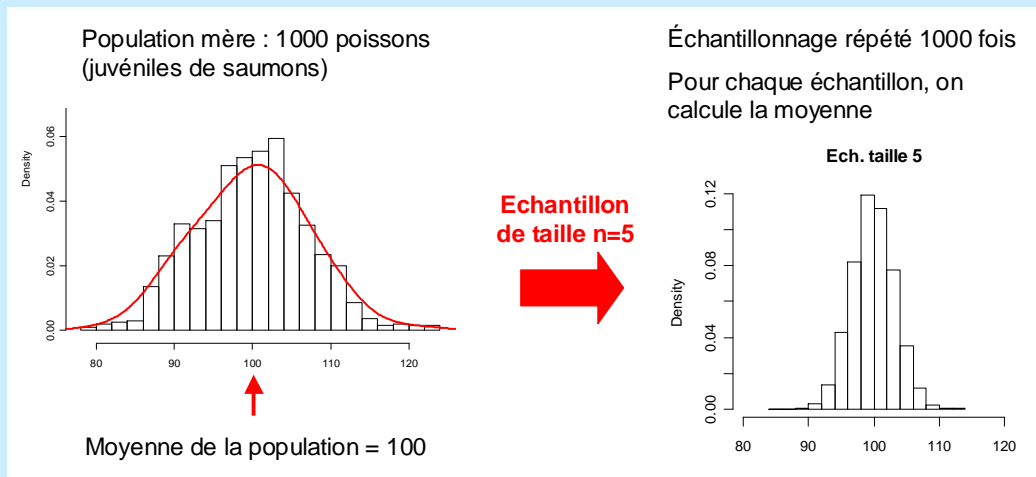 Population mère : 1000 poissons
(juvéniles de saumons)
Density
0.00
0.02
0.04
0.06
80
90
100
110
120
Moyenne de la population = 100
Echantillon
de taille n=5
Échantillonnage répété 1000 fois
Pour chaque échantillon, on
calcule la moyenne
Ech. taille 5
Density
0.00
0.04
0.08
0.12
80
90
100
110
120